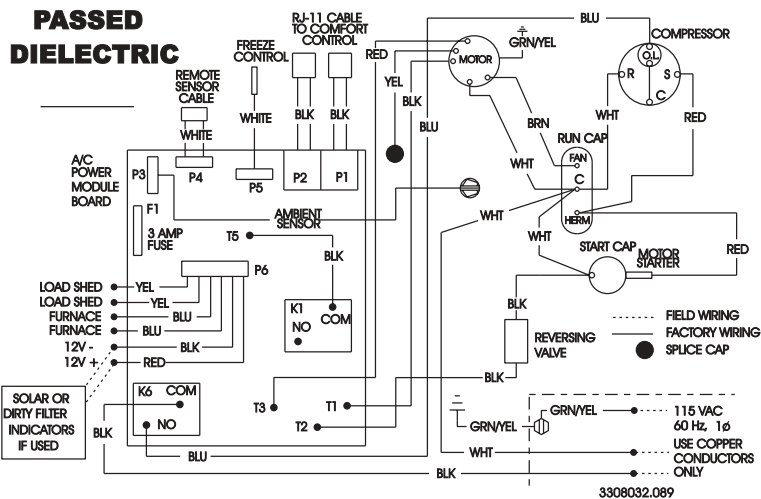 PASSED
DIELECTRIC
RJ-11 CABLE
TO COMFORT
CONTROL
FREEZE
CONTROL
REMOTE
SENSOR
CABLE
WHITE
WHITE
BLK
BLK
RED
YEL
BLK
BLU
BLU
MOTOR
GRN/YEL
COMPRESSOR
O.L
R
S
C
WHT
RED
BRN
WHT
RUN CAP
FAN
C
HERM
A/C
POWER
MODULE
BOARD
P3
P4
P5
P2
P1
F1
3 AMP
FUSE
AMBIENT
SENSOR
T5
BLK
WHT
WHT
START CAP
MOTOR
STARTER
RED
P6
LOAD SHED
YEL
LOAD SHED
YEL
FURNACE
BLU
FURNACE
BLU
12V -
BLK
12V +
RED
K1
COM
NO
BLK
REVERSING
VALVE
FIELD WIRING
FACTORY WIRING
SPLICE CAP
SOLAR OR
DIRTY FILTER
INDICATORS
IF USED
K6
COM
NO
BLK
T3
T1
T2
BLK
GRN/YEL
GRN/YEL
115 VAC
60 Hz, 1ø
WHT
USE COPPER
CONDUCTORS
ONLY
BLU
BLK
3308032.089